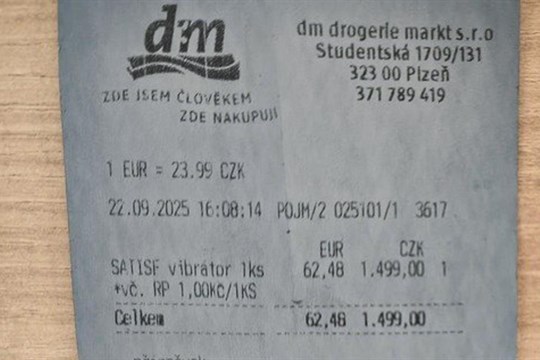 dm
dm drogerie markt s.r.o
Studentská 1709/131
323 00 Plzeň
371 789 419
ZDE JSEM ČLOVĚKEM
ZDE NAKUPUJI
1 EUR = 23.99 CZK
22.09.2025 16:08:14 POJM/2 025101/1 3617
EUR CZK
SATISF vibrátor 1ks 62,48 1.499,00 1
*vč. RP 1,00KC/1KS
Celkem 62,48 1.499,00